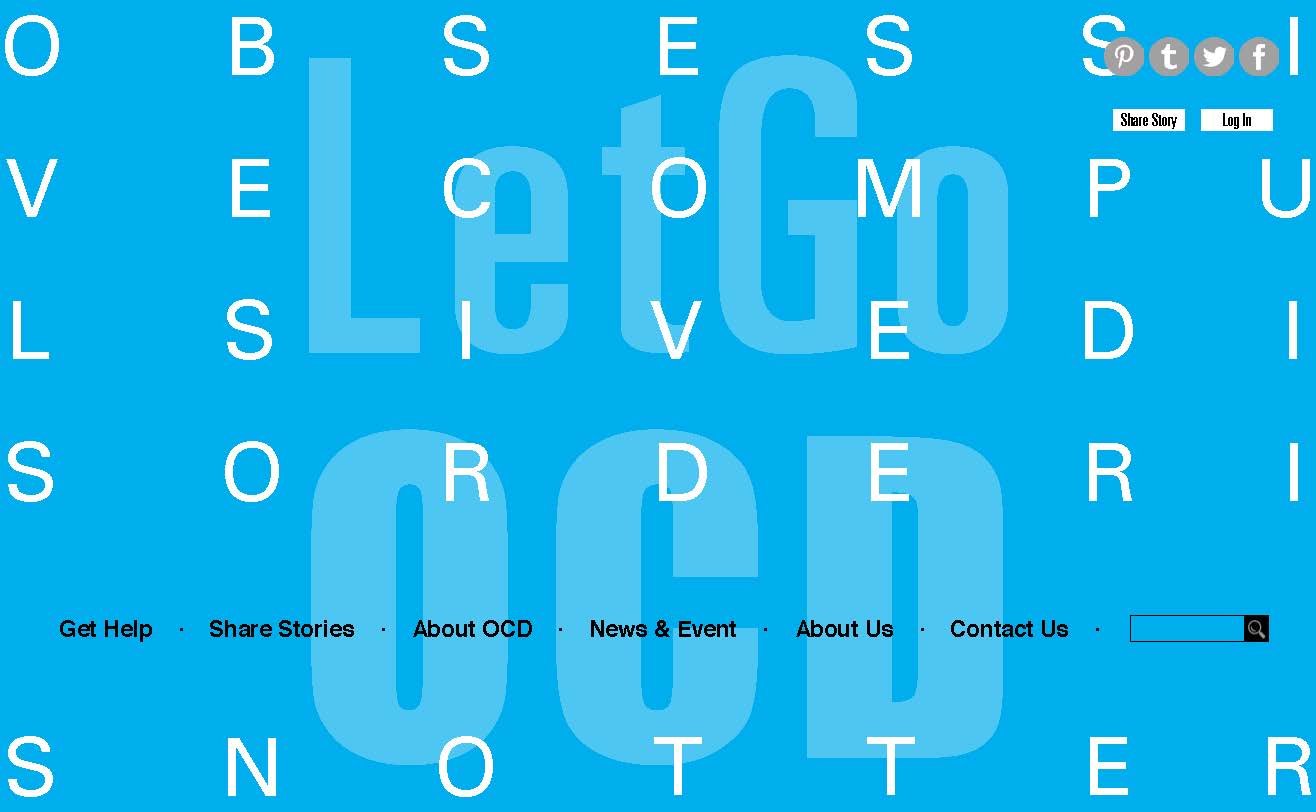 O B S E S S I
Share Story Log In
V E C O M P U
LetGo
L S I V E D I
S O R D E R I
OCD
Get Help · Share Stories · About OCD · News & Event · About Us · Contact Us ·
S N O T T E R